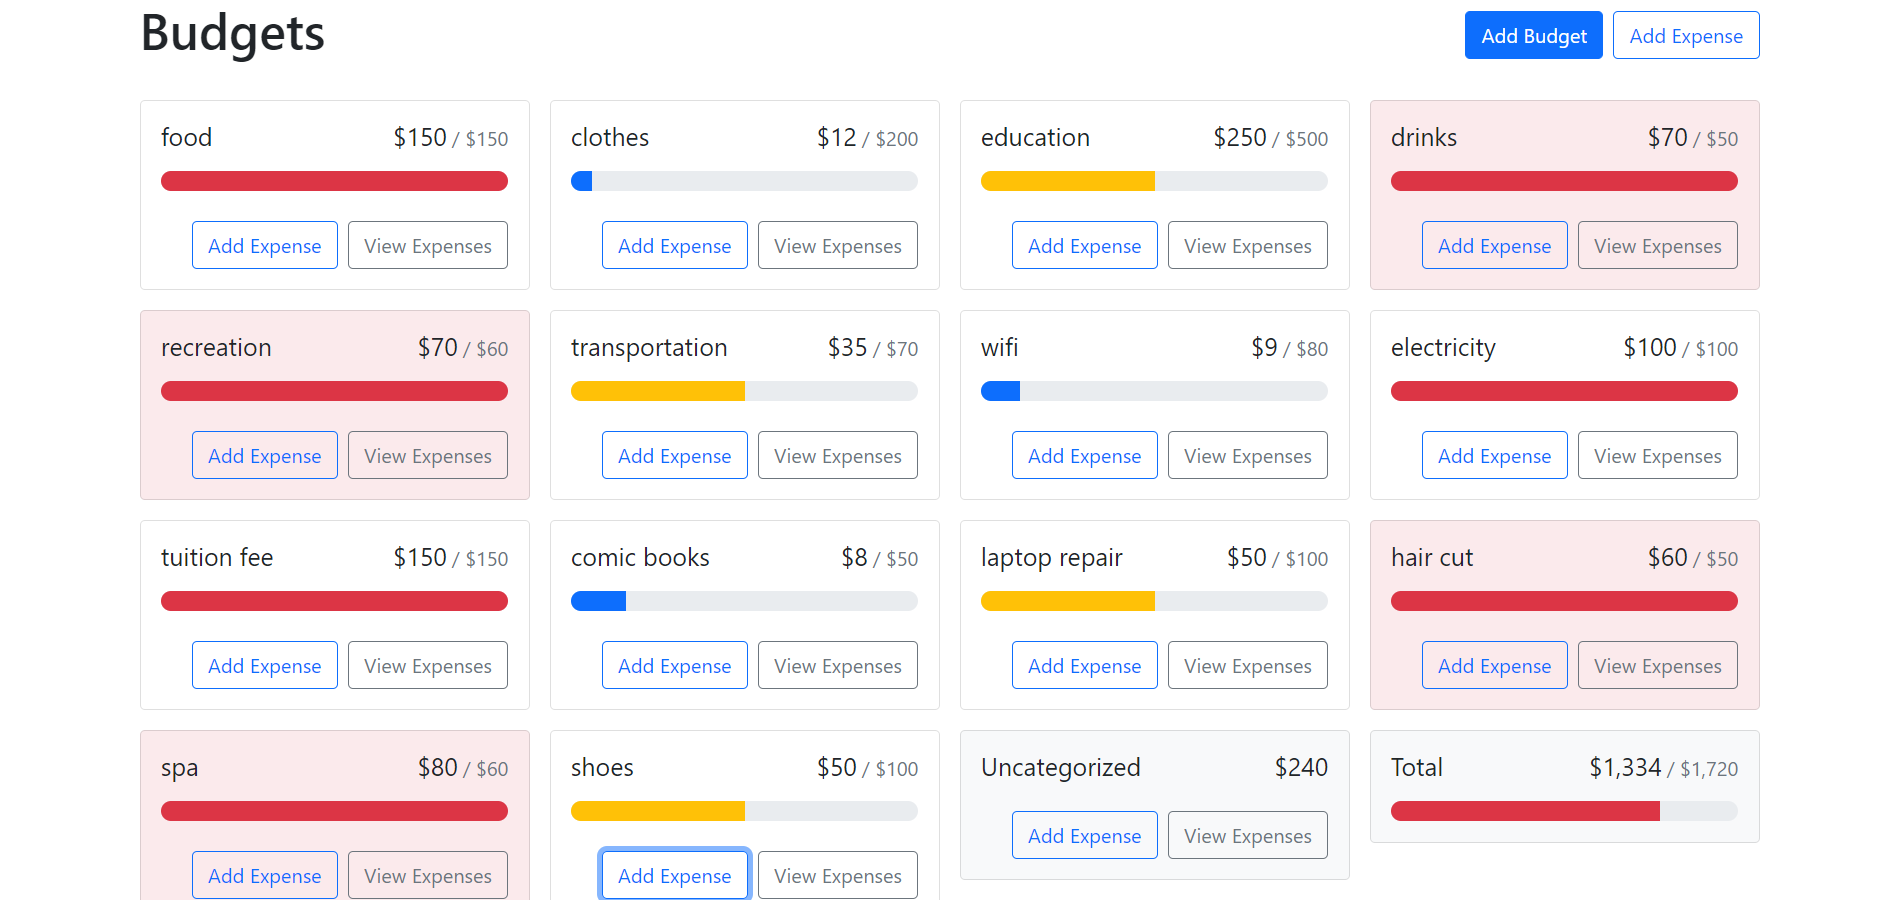 Budgets
Add Budget
Add Expense
food $150 / $150
Add Expense View Expenses
clothes $12 / $200
Add Expense View Expenses
education $250 / $500
Add Expense View Expenses
drinks $70 / $50
Add Expense View Expenses
recreation $70 / $60
Add Expense View Expenses
transportation $35 / $70
Add Expense View Expenses
wifi $9 / $80
Add Expense View Expenses
electricity $100 / $100
Add Expense View Expenses
tuition fee $150 / $150
Add Expense View Expenses
comic books $8 / $50
Add Expense View Expenses
laptop repair $50 / $100
Add Expense View Expenses
hair cut $60 / $50
Add Expense View Expenses
spa $80 / $60
Add Expense View Expenses
shoes $50 / $100
Add Expense View Expenses
Uncategorized $240
Add Expense View Expenses
Total $1,334 / $1,720